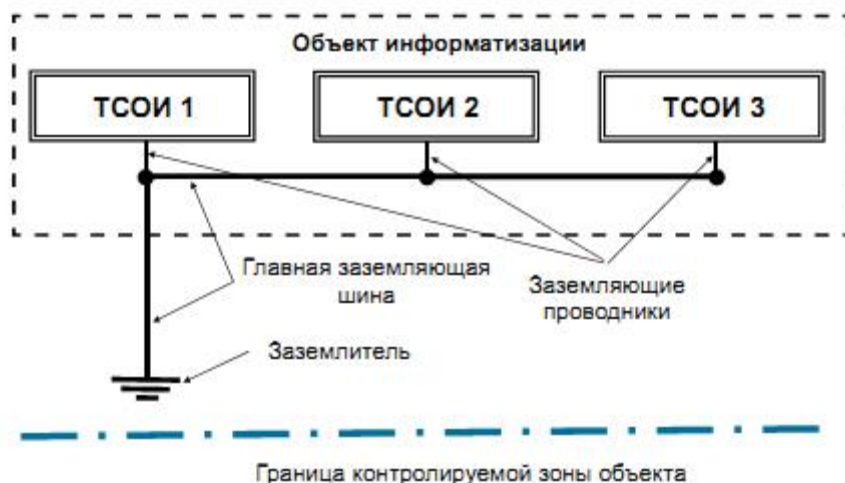 Объект информатизации
ТСОИ 1
ТСОИ 2
ТСОИ 3
Главная заземляющая
шина
Заземляющие
проводники
Заземлитель
Граница контролируемой зоны объекта